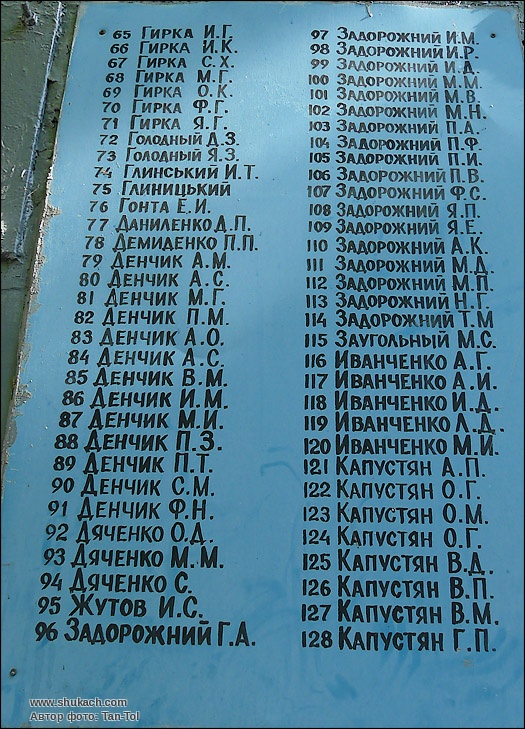 65 ГИРКА И.Г.
66 ГИРКА И.К.
67 ГИРКА С.Х.
68 ГИРКА М.Г.
69 ГИРКА О.К.
70 ГИРКА Ф.Г.
71 ГИРКА Я.Г.
72 ГОЛОДНЫЙ Д.З.
73 ГОЛОДНЫЙ Я.З.
74 ГЛИНСЬКИЙ И.Т.
75 ГЛИНИЦЬКИЙ
76 ГОНТА Е.И.
77 ДАНИЛЕНКО Д.П.
78 ДЕМИДЕНКО П.П.
79 ДЕНЧИК А.М.
80 ДЕНЧИК А.С.
81 ДЕНЧИК М.Г.
82 ДЕНЧИК П.М.
83 ДЕНЧИК А.О.
84 ДЕНЧИК А.С.
85 ДЕНЧИК В.М.
86 ДЕНЧИК И.М.
87 ДЕНЧИК М.И.
88 ДЕНЧИК П.З.
89 ДЕНЧИК П.Т.
90 ДЕНЧИК С.М.
91 ДЕНЧИК Ф.Н.
92 ДЯЧЕНКО О.Д.
93 ДЯЧЕНКО М.М.
94 ДЯЧЕНКО С.
95 ЖУТОВ И.С.
96 ЗАДОРОЖНИЙ Г.А.
97 ЗАДОРОЖНИЙ И.М.
98 ЗАДОРОЖНИЙ И.Р.
99 ЗАДОРОЖНИЙ И.Д.
100 ЗАДОРОЖНИЙ М.М.
101 ЗАДОРОЖНИЙ М.В.
102 ЗАДОРОЖНИЙ М.Н.
103 ЗАДОРОЖНИЙ П.А.
104 ЗАДОРОЖНИЙ П.Ф.
105 ЗАДОРОЖНИЙ П.И.
106 ЗАДОРОЖНИЙ П.В.
107 ЗАДОРОЖНИЙ Ф.С.
108 ЗАДОРОЖНИЙ Я.П.
109 ЗАДОРОЖНИЙ Я.Е.
110 ЗАДОРОЖНИЙ А.К.
111 ЗАДОРОЖНИЙ М.Д.
112 ЗАДОРОЖНИЙ М.П.
113 ЗАДОРОЖНИЙ Н.Г.
114 ЗАДОРОЖНИЙ Т.М
115 ЗАУГОЛЬНЫЙ М.С.
116 ИВАНЧЕНКО А.Г.
117 ИВАНЧЕНКО А.И.
118 ИВАНЧЕНКО И.Д.
119 ИВАНЧЕНКО Л.Д.
120 ИВАНЧЕНКО М.И.
121 КАПУСТЯН А.П.
122 КАПУСТЯН О.Г.
123 КАПУСТЯН О.М.
124 КАПУСТЯН О.Г.
125 КАПУСТЯН В.Д.
126 КАПУСТЯН В.П.
127 КАПУСТЯН В.М.
128 КАПУСТЯН Г.П.
www.shukach.com
Автор фото: Tan-Tol